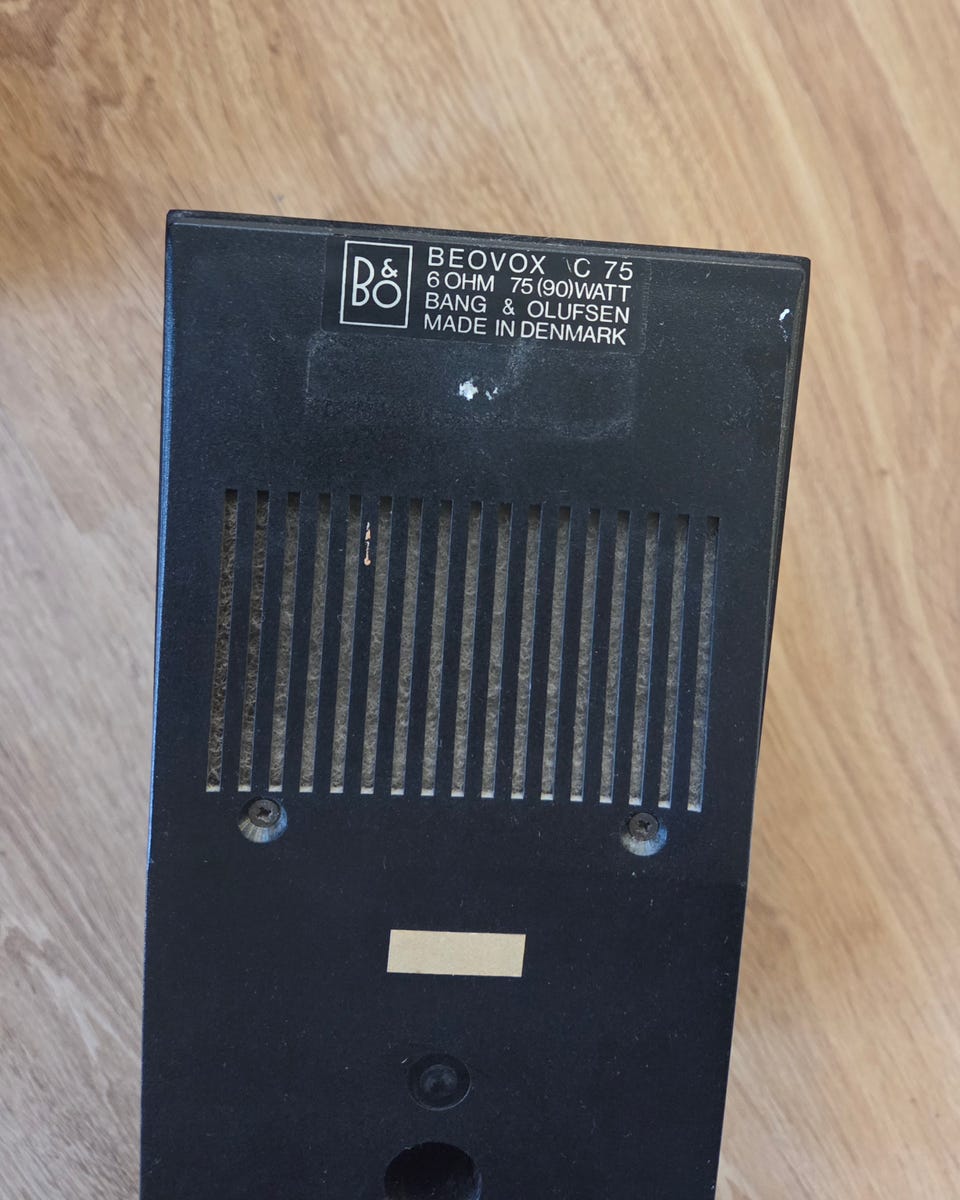 B&O
BEOVOX C 75
6 OHM 75(90)WATT
BANG & OLUFSEN
MADE IN DENMARK